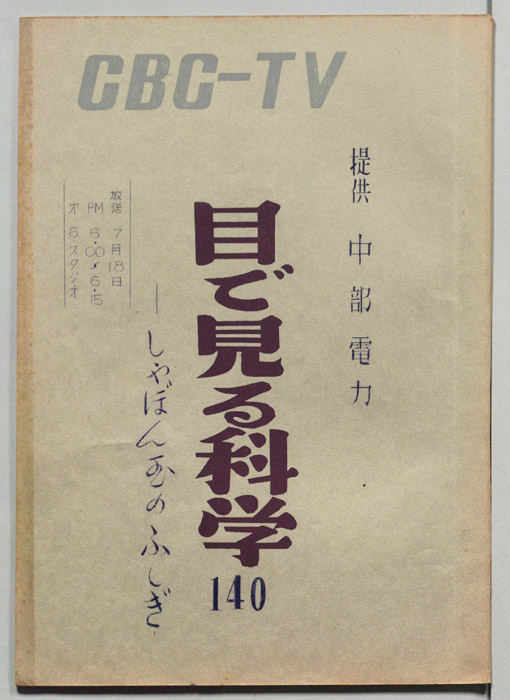 CBC-TV
提供 中部電力
目で見る科学
140
―しゃぼん玉のふしぎ
放送 7月18日
PM 6.00～6.15
オ6スタジオ